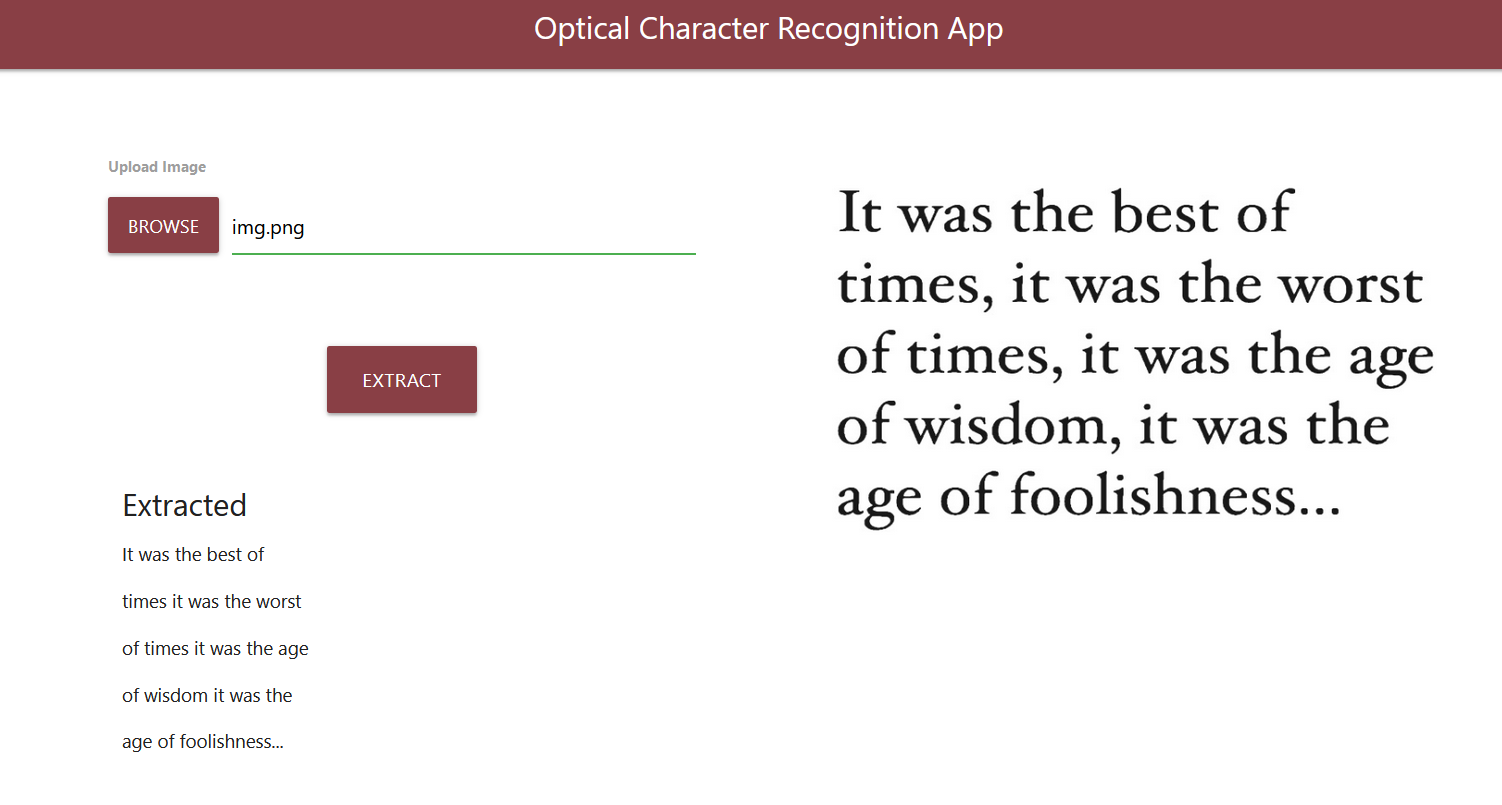 Optical Character Recognition App
Upload Image
BROWSE
img.png
EXTRACT
Extracted
It was the best of
times it was the worst
of times it was the age
of wisdom it was the
age of foolishness...
It was the best of
times, it was the worst
of times, it was the age
of wisdom, it was the
age of foolishness...